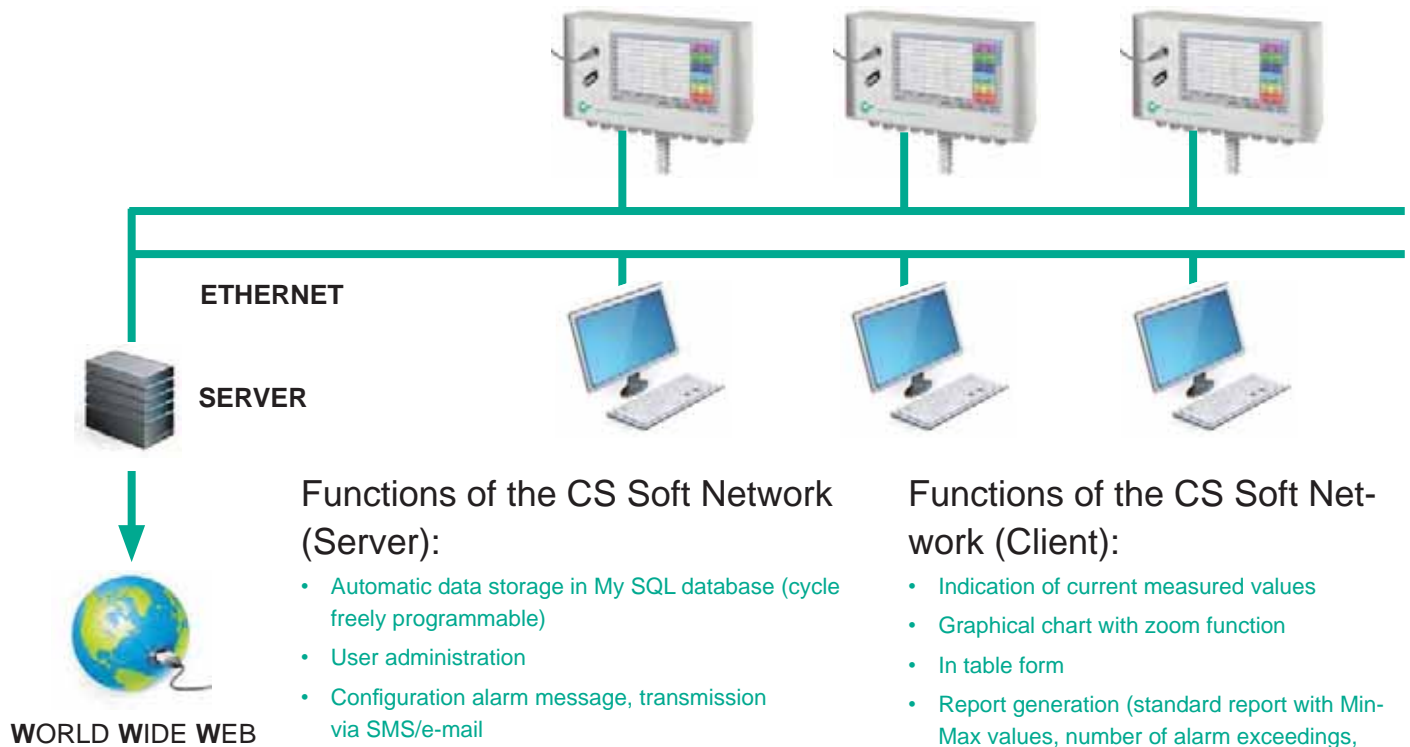 ETHERNET
SERVER
WORLD WIDE WEB
Functions of the CS Soft Network
(Server):
• Automatic data storage in My SQL database (cycle
freely programmable)
• User administration
• Configuration alarm message, transmission
via SMS/e-mail
Functions of the CS Soft Net-
work (Client):
• Indication of current measured values
• Graphical chart with zoom function
• In table form
• Report generation (standard report with Min-
Max values, number of alarm exceedings,